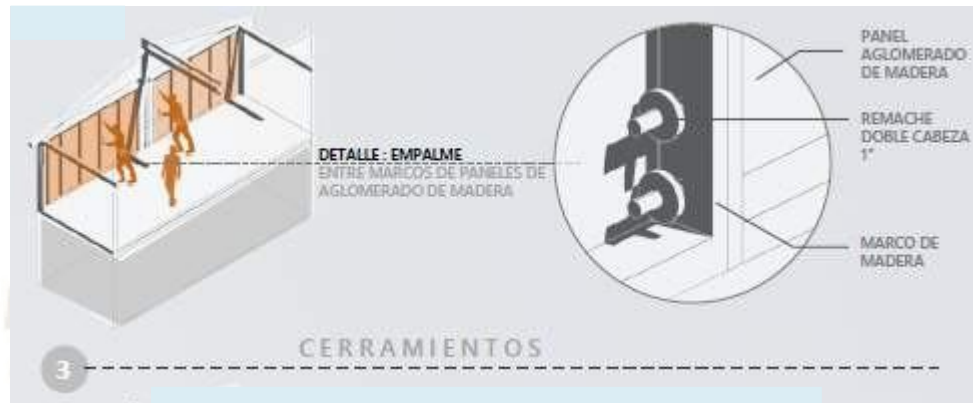 DETALLE : EMPALME
ENTRE MARCOS DE PANELES DE
AGLOMERADO DE MADERA
PANEL
AGLOMERADO
DE MADERA
REMACHE
DOBLE CABEZA
1"
MARCO DE
MADERA
CERRAMIENTOS
3